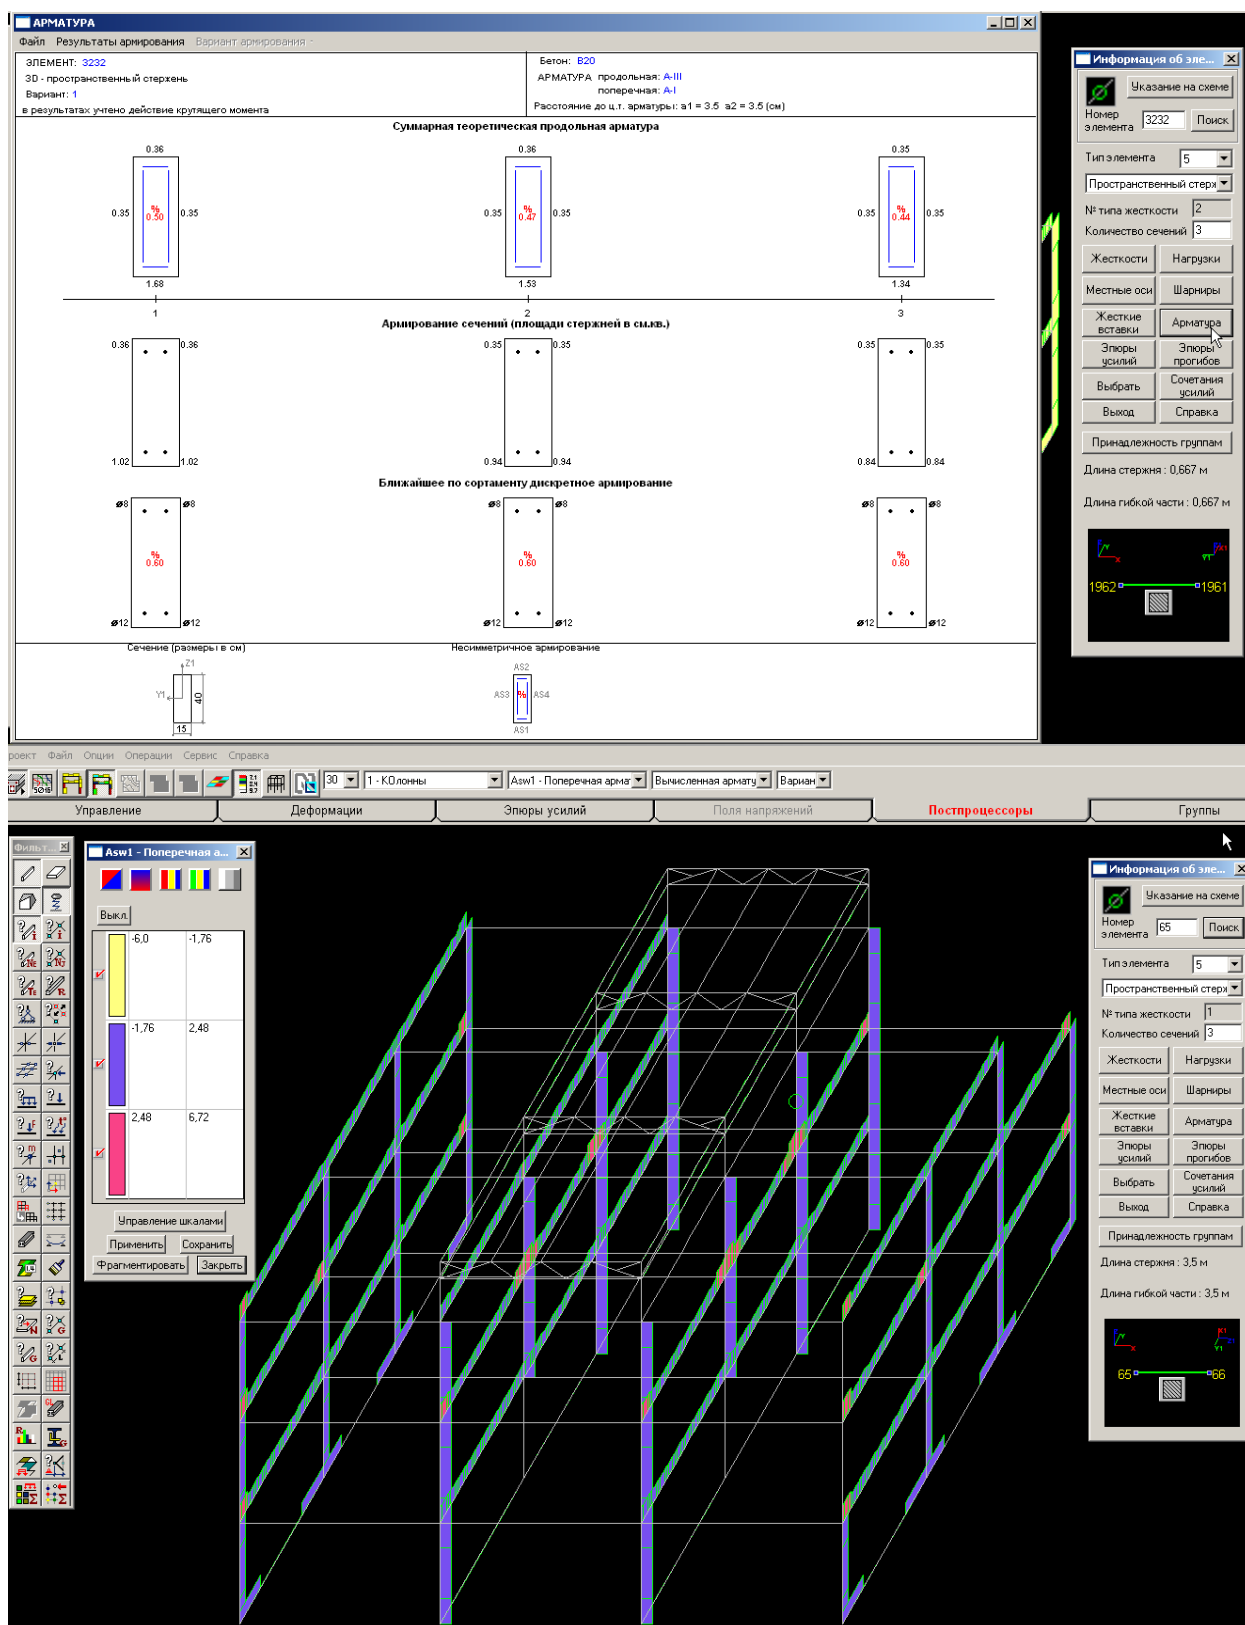 АРМАТУРА
Файл Результаты армирования Вариант армирования
ЭЛЕМЕНТ: 3232
3D - пространственный стержень
Вариант: 1
в результатах учтено действие крутящего момента
Бетон: B20
АРМАТУРА продольная: A-III
поперечная: A-I
Расстояние до ц.т. арматуры: a1 = 3.5 a2 = 3.5 (см)
Суммарная теоретическая продольная арматура
0.36 0.36 0.35
0.35 % 0.50 0.35 0.35 % 0.47 0.35 0.35 % 0.44 0.35
1.68 1.53 1.34
1 2 3
Армирование сечений (площади стержней в см.кв.)
0.36 0.36 0.35 0.35 0.35 0.35
1.02 1.02 0.94 0.94 0.84 0.84
Ближайшее по сортаменту дискретное армирование
ø8 ø8 ø8 ø8 ø8 ø8
% % %
0.60 0.60 0.60
ø12 ø12 ø12 ø12 ø12 ø12
Сечение (размеры в см)
Z1
Y1
40
15
Несимметричное армирование
AS2
AS3 % AS4
AS1
Информация об эле...
Указание на схеме
Номер элемента 3232 Поиск
Тип элемента 5
Пространственный стерж
№ типа жесткости 2
Количество сечений 3
Жесткости Нагрузки
Местные оси Шарниры
Жесткие вставки Арматура
Эпюры усилий Эпюры прогибов
Выбрать Сочетания усилий
Выход Справка
Принадлежность группам
Длина стержня : 0,667 м
Длина гибкой части : 0,667 м
1962 1961
роект Файл Опции Операции Сервис Справка
30 1 - КОлонны Asw1 - Поперечная армат Вычисленная армату Вариан
Управление Деформации Эпюры усилий Поля напряжений Постпроцессоры Группы
Фильт...
Asw1 - Поперечная а...
Выкл.
-6,0 -1,76
-1,76 2,48
2,48 6,72
Управление шкалами
Применить Сохранить
Фрагментировать Закрыть
Информация об эле...
Указание на схеме
Номер элемента 65 Поиск
Тип элемента 5
Пространственный стерж
№ типа жесткости 1
Количество сечений 3
Жесткости Нагрузки
Местные оси Шарниры
Жесткие вставки Арматура
Эпюры усилий Эпюры прогибов
Выбрать Сочетания усилий
Выход Справка
Принадлежность группам
Длина стержня : 3,5 м
Длина гибкой части : 3,5 м
65 66